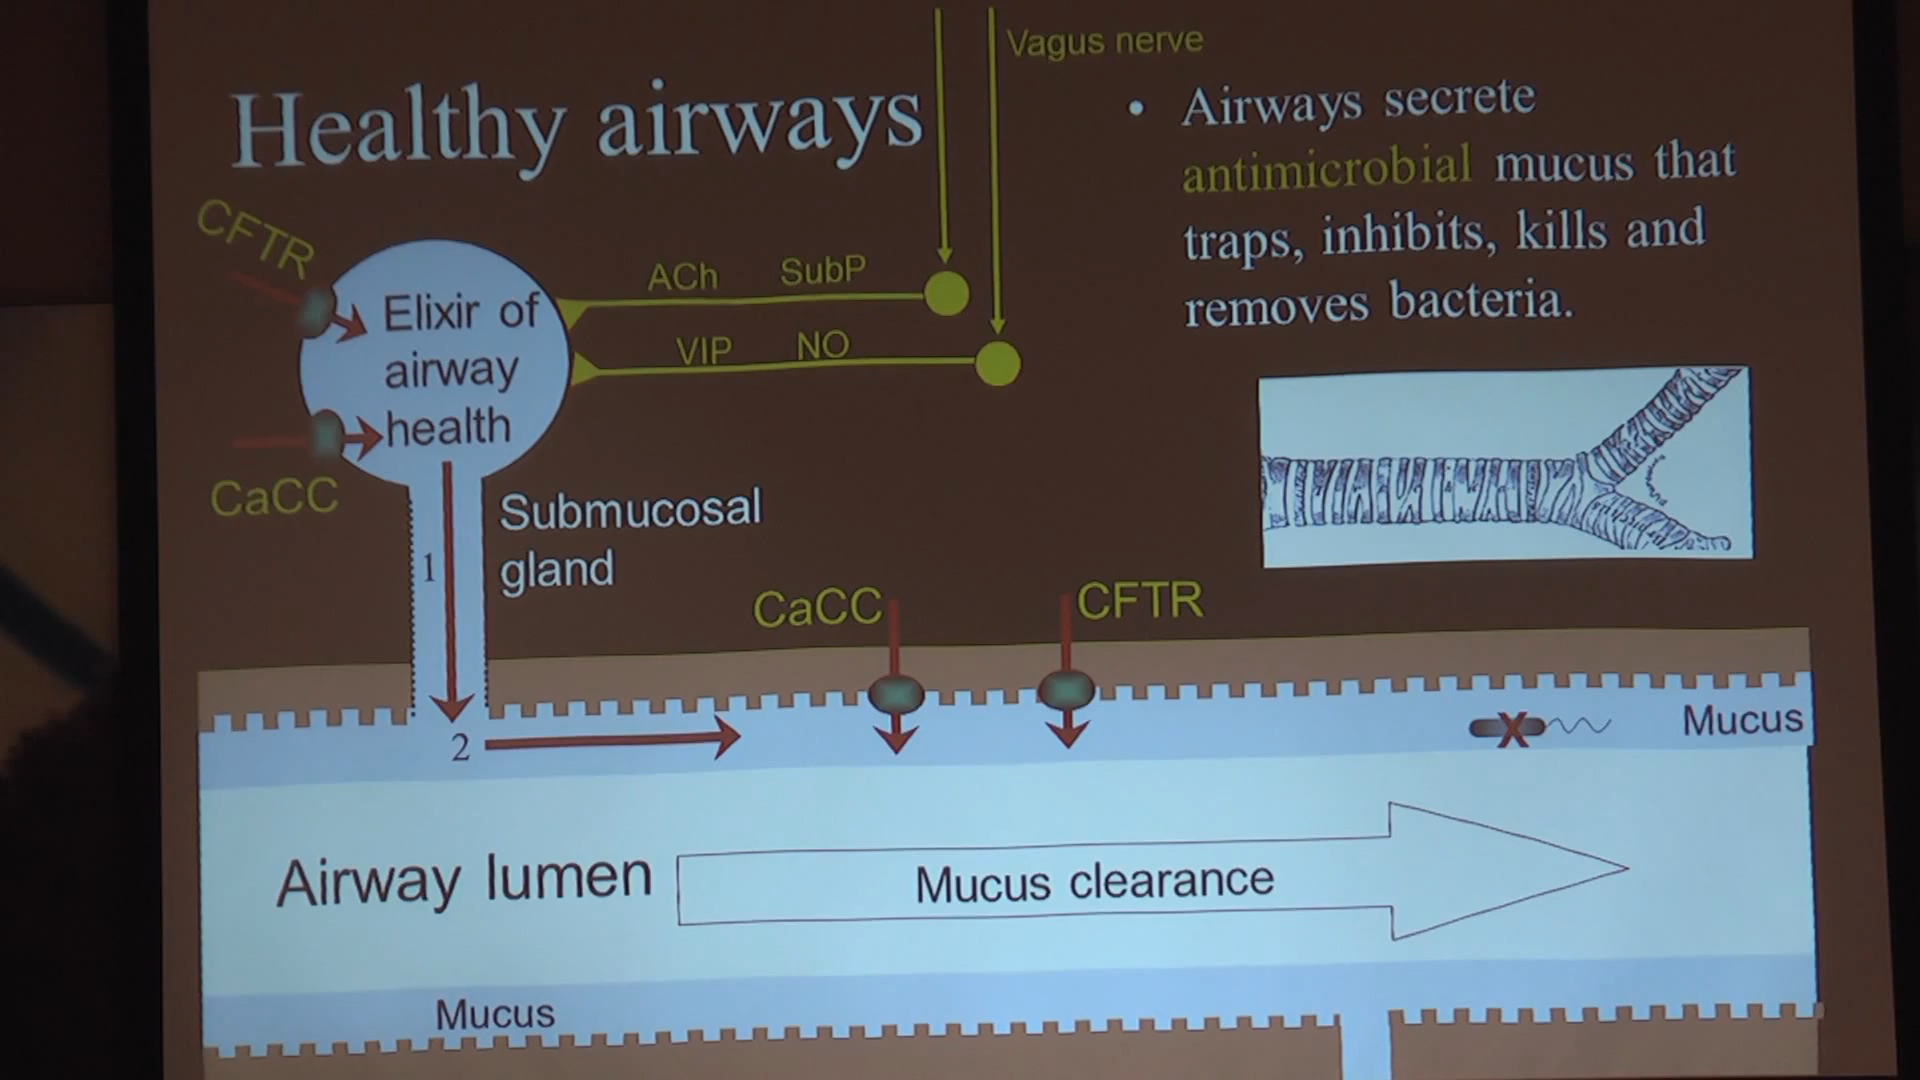 Vagus nerve
Healthy airways
• Airways secrete
antimicrobial mucus that
traps, inhibits, kills and
removes bacteria.
CFTR
ACh SubP
VIP NO
Elixir of
airway
health
CaCC
Submucosal
gland
1
CaCC
CFTR
2
X
Mucus
Airway lumen
Mucus clearance
Mucus